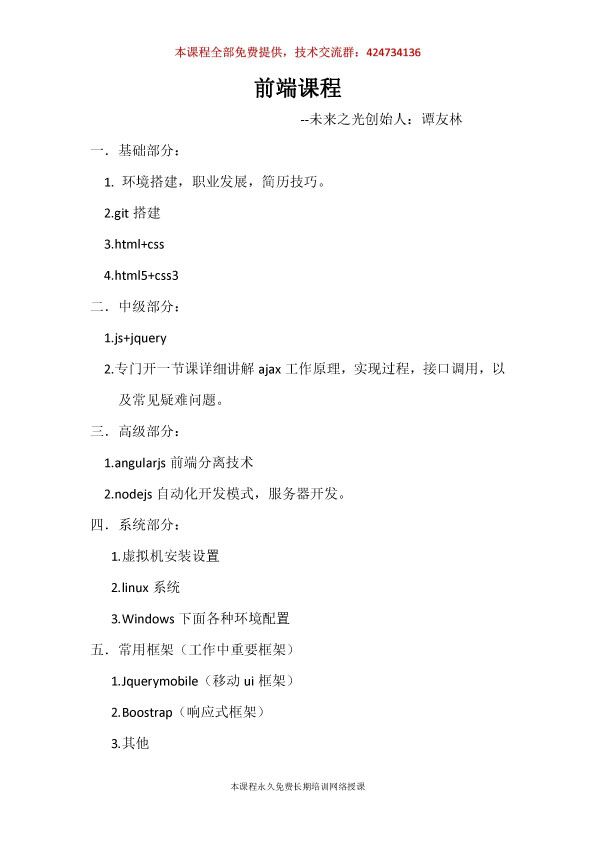 本课程全部免费提供，技术交流群：424734136
前端课程
--未来之光创始人：谭友林
一．基础部分：
1. 环境搭建，职业发展，简历技巧。
2.git 搭建
3.html+css
4.html5+css3
二．中级部分：
1.js+jquery
2.专门开一节课详细讲解 ajax 工作原理，实现过程，接口调用，以
及常见疑难问题。
三．高级部分：
1.angularjs 前端分离技术
2.nodejs 自动化开发模式，服务器开发。
四．系统部分：
1.虚拟机安装设置
2.linux 系统
3.Windows 下面各种环境配置
五．常用框架（工作中重要框架）
1.Jquerymobile（移动 ui 框架）
2.Boostrap（响应式框架）
3.其他
本课程永久免费长期培训网络授课